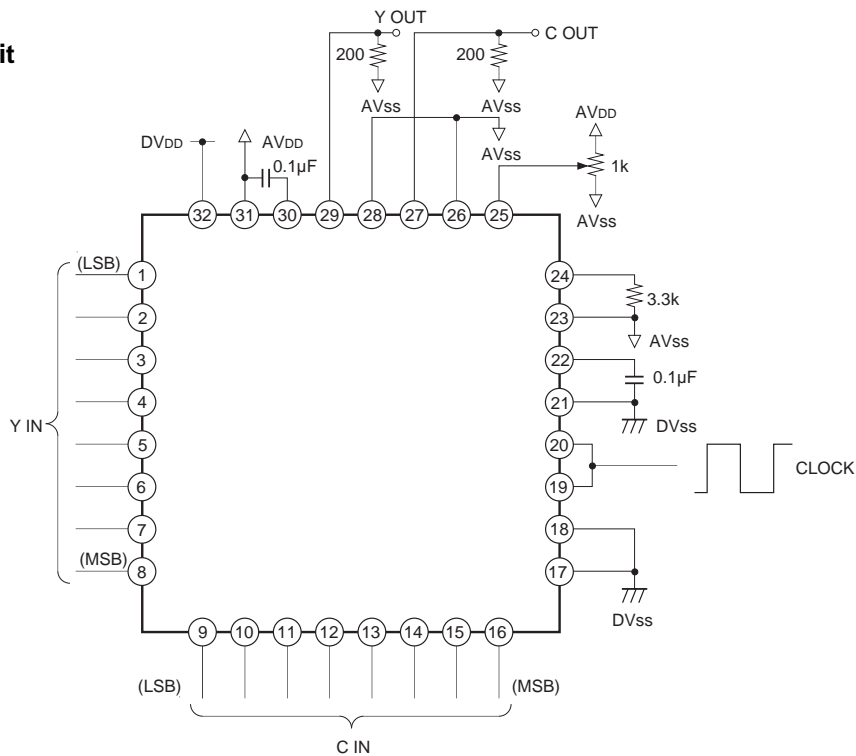 it
Y OUT
C OUT
200
200
AVss
AVss
AVDD
DVDD
AVDD
0.1µF
AVss
1k
AVss
32
31
30
29
28
27
26
25
(LSB)
1
2
3
4
5
6
7
(MSB)
8
Y IN
24
3.3k
23
AVss
22
0.1µF
21
DVss
20
19
CLOCK
18
17
DVss
9
10
11
12
13
14
15
16
(LSB)
(MSB)
C IN